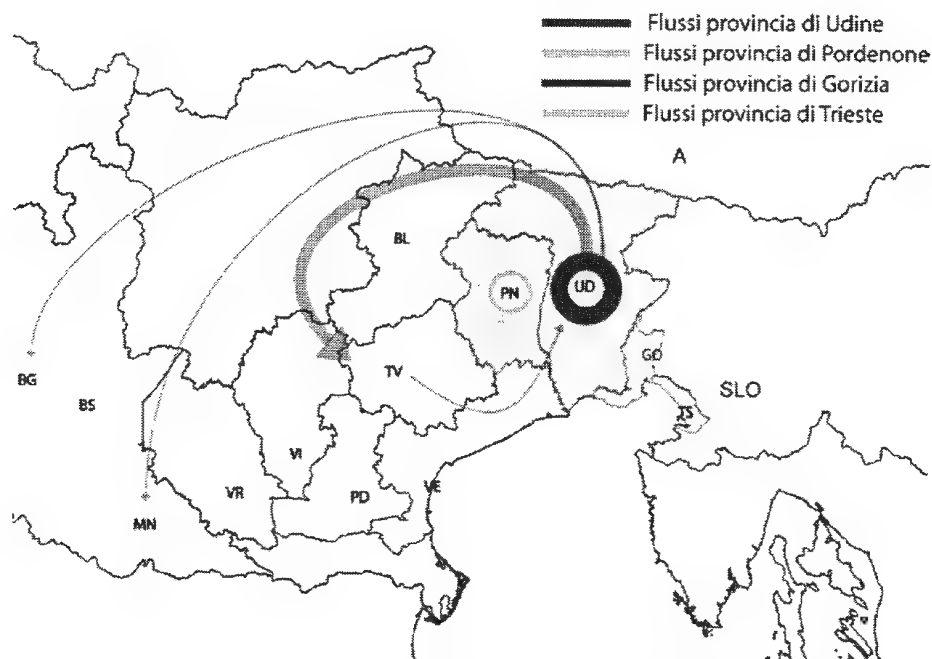 Flussi provincia di Udine
Flussi provincia di Pordenone
Flussi provincia di Gorizia
Flussi provincia di Trieste
A
BL
PN
UD
GO
TV
BG
BS
SLO
TS
VI
VR
PD
VE
MN